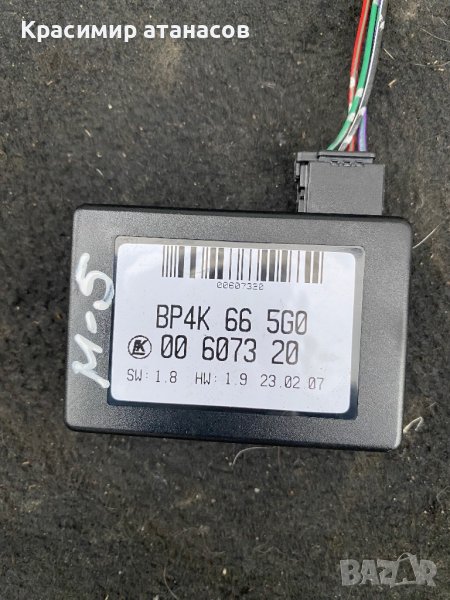 Красимир атанасов
00607320
BP4K 66 5G0
00 6073 20
SW: 1.8 HW: 1.9 23.02.07
M-5
BAZAR